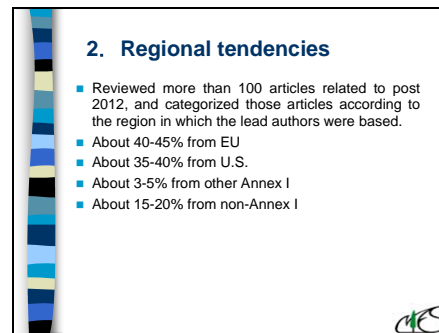 2. Regional tendencies
Reviewed more than 100 articles related to post
2012, and categorized those articles according to
the region in which the lead authors were based.
About 40-45% from EU
About 35-40% from U.S.
About 3-5% from other Annex I
About 15-20% from non-Annex I